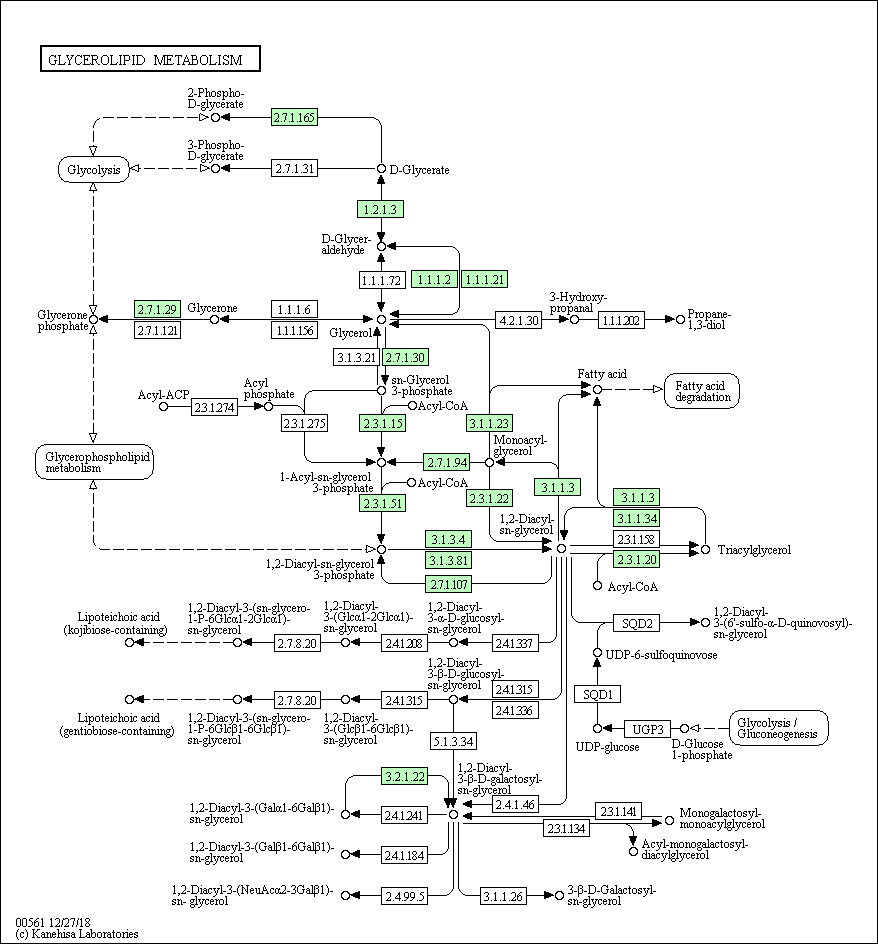 GLYCEROLIPID METABOLISM
2-Phospho-
D-glycerate
2.7.1.165
3-Phospho-
D-glycerate
Glycolysis
2.7.1.31
D-Glycerate
1.2.1.3
D-Glycer-
aldehyde
1.1.1.72
1.1.1.2
1.1.1.21
Glycerone
phosphate
2.7.1.29
2.7.1.121
Glycerone
1.1.1.6
1.1.1.156
Glycerol
4.2.1.30
3-Hydroxy-
propanal
1.1.1.202
Propane-
1,3-diol
3.1.3.21
2.7.1.30
sn-Glycerol
3-phosphate
Fatty acid
Fatty acid
degradation
Acyl-ACP
2.3.1.274
Acyl
phosphate
2.3.1.275
Acyl-CoA
2.3.1.15
3.1.1.23
Monoacyl-
glycerol
Glycerophospholipid
metabolism
2.7.1.94
1-Acyl-sn-glycerol
3-phosphate
Acyl-CoA
2.3.1.51
2.3.1.22
3.1.1.3
3.1.1.3
3.1.1.34
1,2-Diacyl-
sn-glycerol
2.3.1.158
2.3.1.20
Triacylglycerol
3.1.3.4
3.1.3.81
2.7.1.107
1,2-Diacyl-sn-glycerol
3-phosphate
Acyl-CoA
Lipoteichoic acid
(kojibiose-containing)
1,2-Diacyl-3-(sn-glycero-
1-P-6Glcα1-2Glcα1)-
sn-glycerol
2.7.8.20
1,2-Diacyl-
3-(Glcα1-2Glcα1)-
sn-glycerol
2.4.1.208
1,2-Diacyl-
3-α-D-glucosyl-
sn-glycerol
2.4.1.337
SQD2
1,2-Diacyl-
3-(6'-sulfo-α-D-quinovosyl)-
sn-glycerol
UDP-6-sulfoquinovose
1,2-Diacyl-
3-β-D-glucosyl-
sn-glycerol
2.4.1.315
2.4.1.336
SQD1
2.7.8.20
2.4.1.315
Lipoteichoic acid
(gentiobiose-containing)
1,2-Diacyl-3-(sn-glycero-
1-P-6Glcβ1-6Glcβ1)-
sn-glycerol
1,2-Diacyl-
3-(Glcβ1-6Glcβ1)-
sn-glycerol
5.1.3.34
UDP-glucose
UGP3
D-Glucose
1-phosphate
Glycolysis /
Gluconeogenesis
3.2.1.22
1,2-Diacyl-
3-β-D-galactosyl-
sn-glycerol
2.4.1.46
1,2-Diacyl-3-(Galα1-6Galβ1)-
sn-glycerol
2.4.1.241
2.3.1.141
2.3.1.134
Monogalactosyl-
monoacylglycerol
1,2-Diacyl-3-(Galβ1-6Galβ1)-
sn-glycerol
2.4.1.184
Acyl-monogalactosyl-
diacylglycerol
1,2-Diacyl-3-(NeuAcα2-3Galβ1)-
sn- glycerol
2.4.99.5
3.1.1.26
3-β-D-Galactosyl-
sn-glycerol
00561 12/27/18
(c) Kanehisa Laboratories